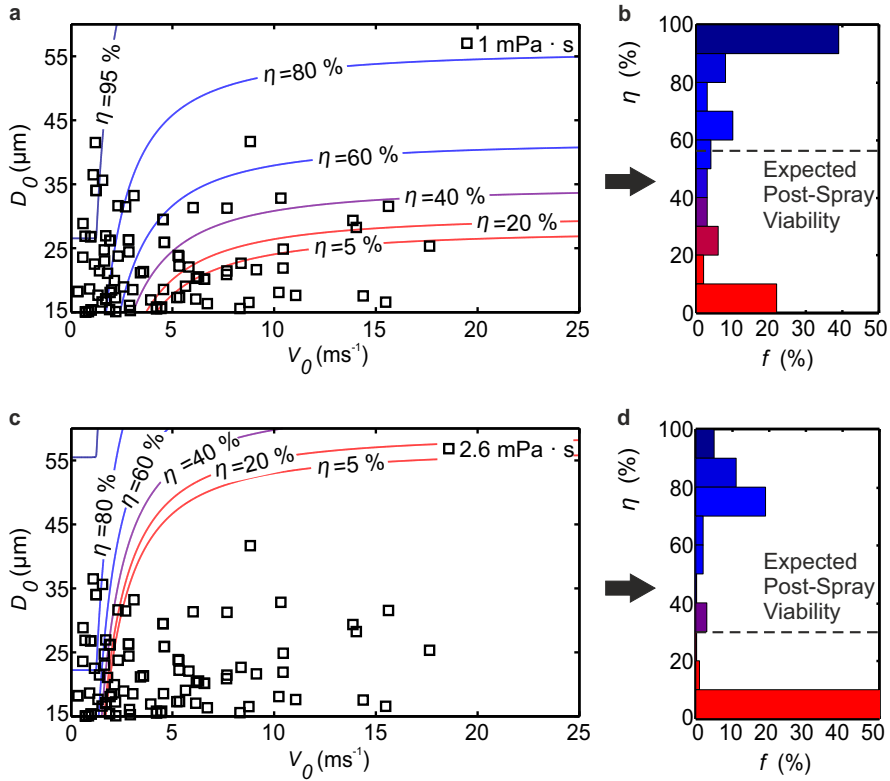 a
55
45
35
25
15
D₀ (µm)
η =95 %
η =80 %
η =60 %
η =40 %
η =20 %
η =5 %
1 mPa · s
0 5 10 15 20 25
V₀ (ms⁻¹)
b
100
80
60
40
20
0
η (%)
Expected
Post-Spray
Viability
0 10 20 30 40 50
f (%)
c
55
45
35
25
15
D₀ (µm)
η =80 %
η =60 %
η =40 %
η =20 %
η =5 %
2.6 mPa · s
0 5 10 15 20 25
V₀ (ms⁻¹)
d
100
80
60
40
20
0
η (%)
Expected
Post-Spray
Viability
0 10 20 30 40 50
f (%)